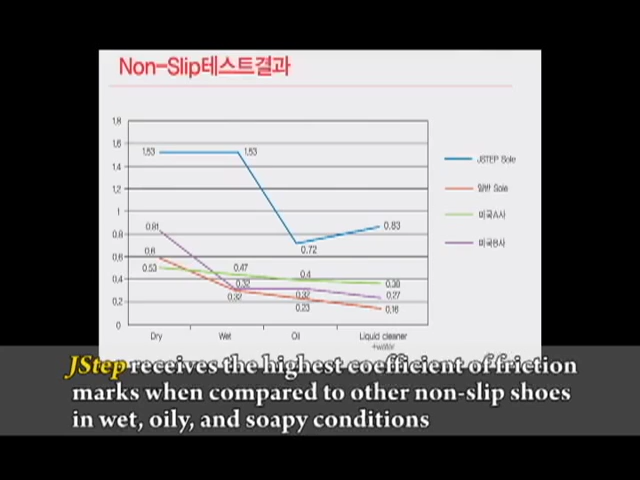 Non-Slip테스트결과
1,8
1,6
1,4
1,2
1
0,8
0,6
0,4
0,2
0
1,53
1,53
0.72
0.83
0.81
0.6
0.53
0.47
0.4
0.32
0.32
0.32
0.23
0.27
0.16
Dry
Wet
Oil
Liquid cleaner
+water
JSTEP Sole
일반 Sole
미국A사
미국B사
JStep receives the highest coefficient of friction
marks when compared to other non-slip shoes
in wet, oily, and soapy conditions